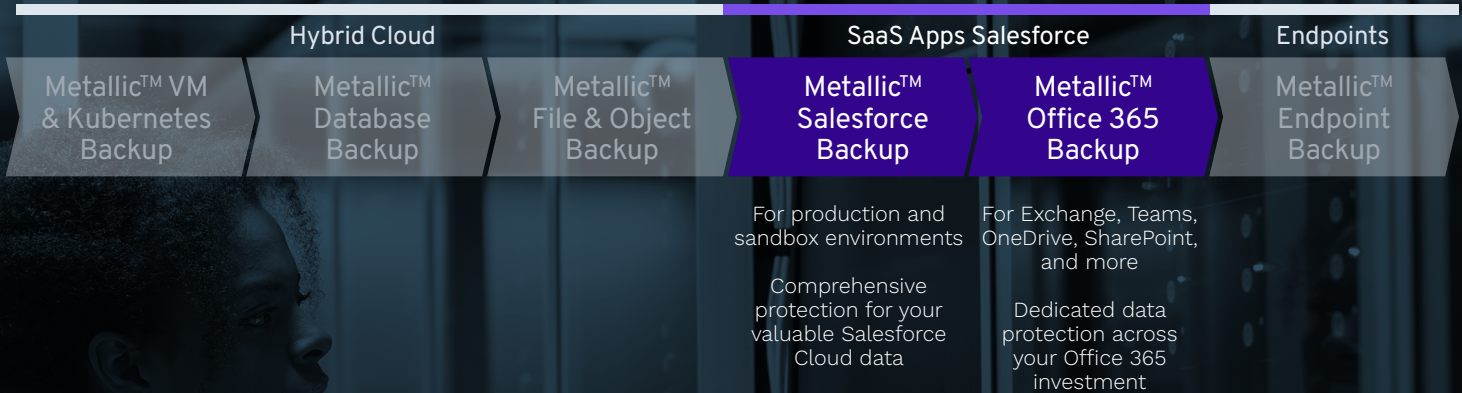 Hybrid Cloud
SaaS Apps Salesforce
Endpoints
Metallic™ VM
& Kubernetes
Backup
Metallic™
Database
Backup
Metallic™
File & Object
Backup
Metallic™
Salesforce
Backup
Metallic™
Office 365
Backup
Metallic™
Endpoint
Backup
For production and
sandbox environments
Comprehensive
protection for your
valuable Salesforce
Cloud data
For Exchange, Teams,
OneDrive, SharePoint,
and more
Dedicated data
protection across
your Office 365
investment